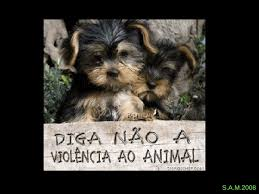 DIGA NÃO A
VIOLÊNCIA AO ANIMAL
S.A.M.2008